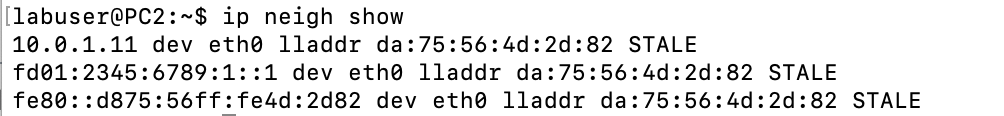 labuser@PC2:~$ ip neigh show
10.0.1.11 dev eth0 lladdr da:75:56:4d:2d:82 STALE
fd01:2345:6789:1::1 dev eth0 lladdr da:75:56:4d:2d:82 STALE
fe80::d875:56ff:fe4d:2d82 dev eth0 lladdr da:75:56:4d:2d:82 STALE